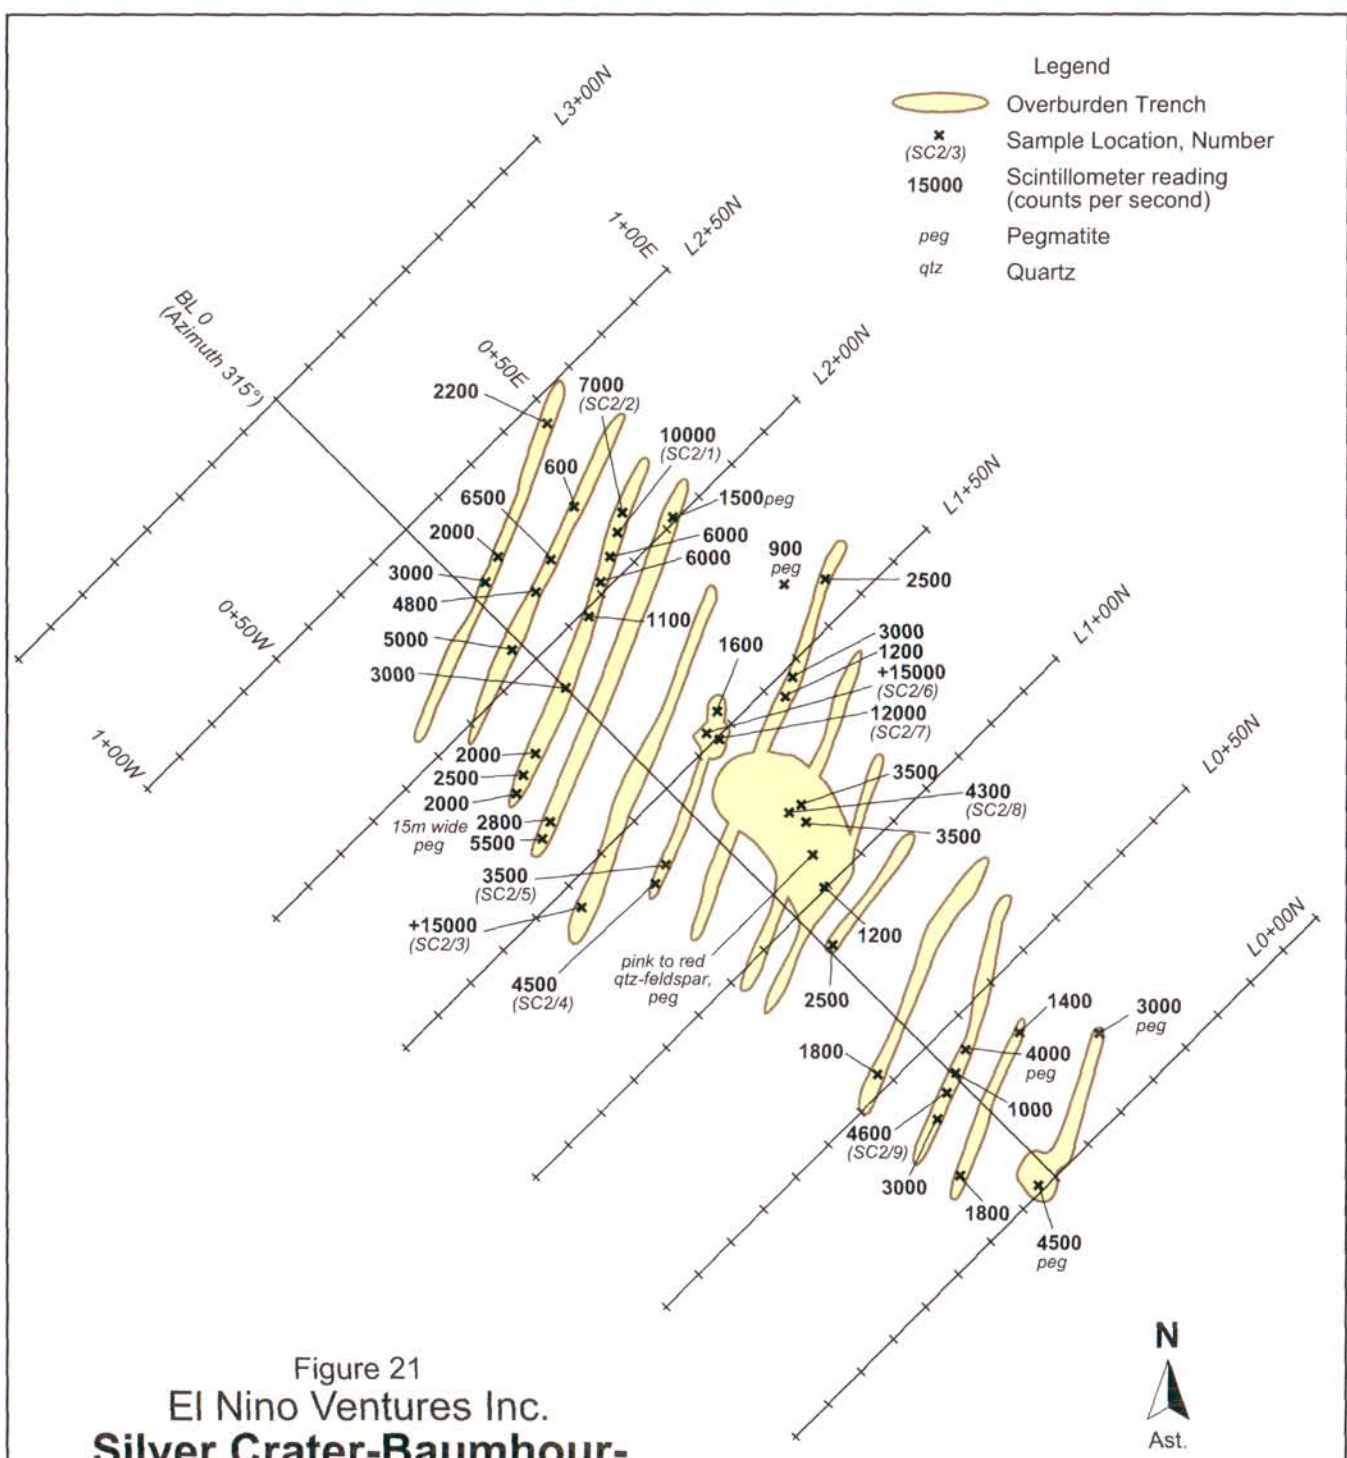 Legend
Overburden Trench
(SC2/3)
Sample Location, Number
15000
Scintillometer reading
(counts per second)
peg
Pegmatite
qtz
Quartz
L3+00N
1+00E
L2+50N
BL 0
(Azimuth 315°)
0+50E
L2+00N
2200
7000
(SC2/2)
10000
(SC2/1)
600
1500 peg
6500
L1+50N
2000
6000
900
peg
6000
2500
3000
4800
1100
L1+00N
0+50W
5000
1600
3000
1200
3000
+15000
(SC2/6)
12000
(SC2/7)
1+00W
2000
2500
2000
15m wide
peg
2800
5500
3500
4300
(SC2/8)
3500
L0+50N
3500
(SC2/5)
+15000
(SC2/3)
4500
(SC2/4)
pink to red
qtz-feldspar,
peg
1200
2500
L0+00N
1400
3000
peg
1800
4000
peg
1000
4600
(SC2/9)
3000
1800
4500
peg
N
Ast.
Figure 21
El Nino Ventures Inc.
Silver Crater-Baumhour-